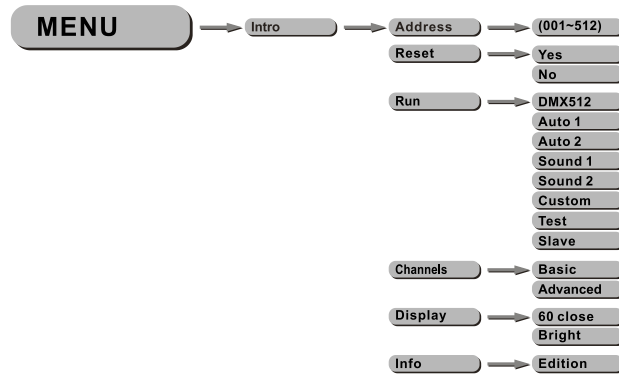 MENU Intro Address (001~512)
Reset Yes
No
Run DMX512
Auto 1
Auto 2
Sound 1
Sound 2
Custom
Test
Slave
Channels Basic
Advanced
Display 60 close
Bright
Info Edition